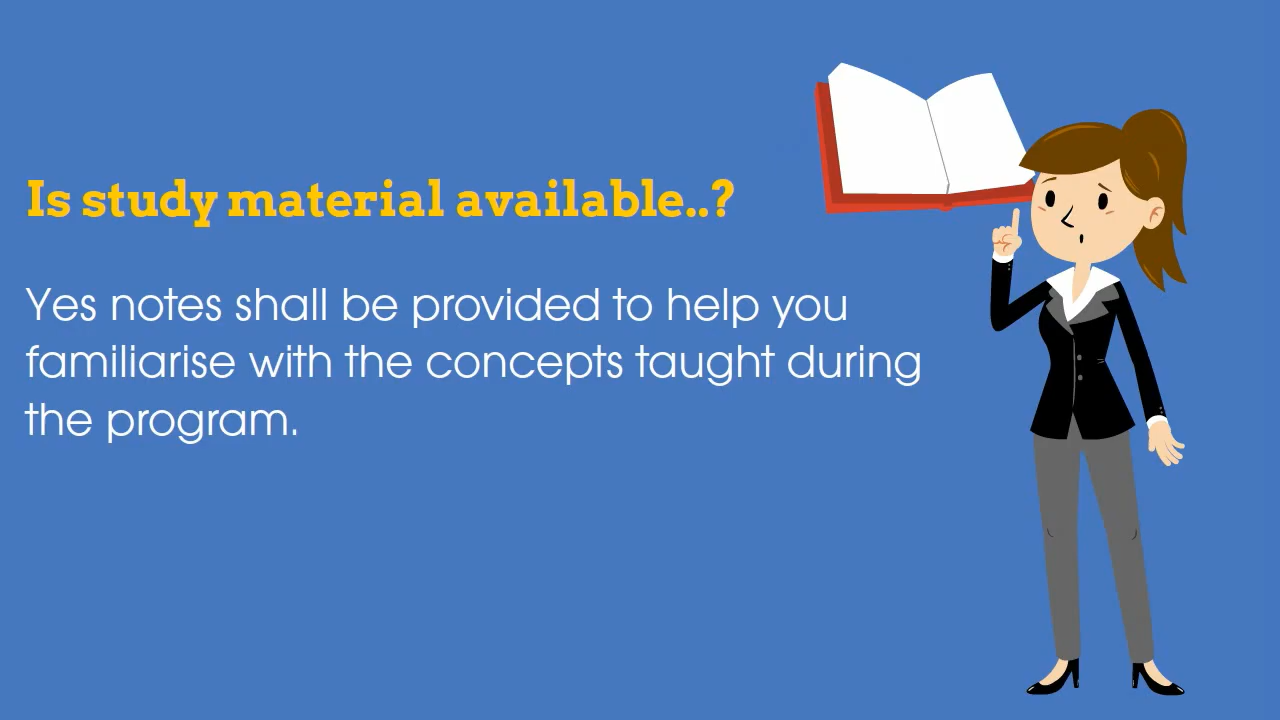 Is study material available..?
Yes notes shall be provided to help you
familiarise with the concepts taught during
the program.